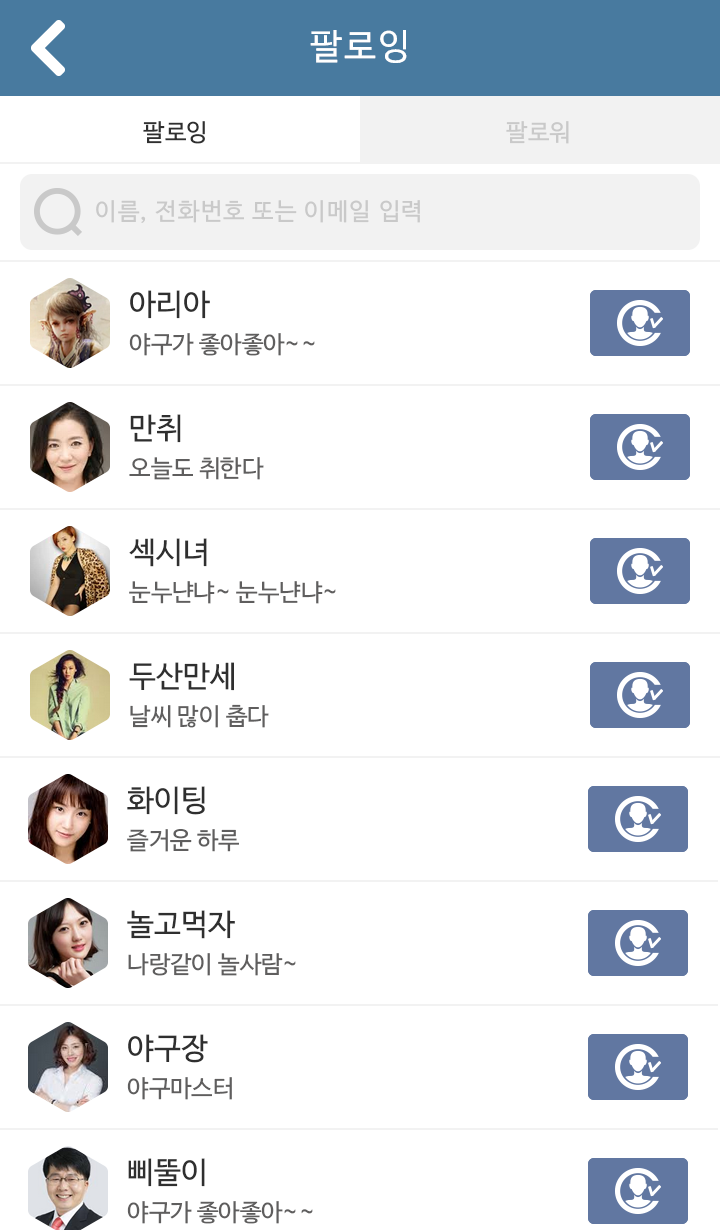 팔로잉
팔로잉
팔로워
이름, 전화번호 또는 이메일 입력
아리아
야구가 좋아좋아~~
만취
오늘도 취한다
섹시녀
눈누냔냐~ 눈누냔냐~
두산만세
날씨 많이 춥다
화이팅
즐거운 하루
놀고먹자
나랑같이 놀사람~
야구장
야구마스터
삐뚤이
야구가 좋아좋아~~